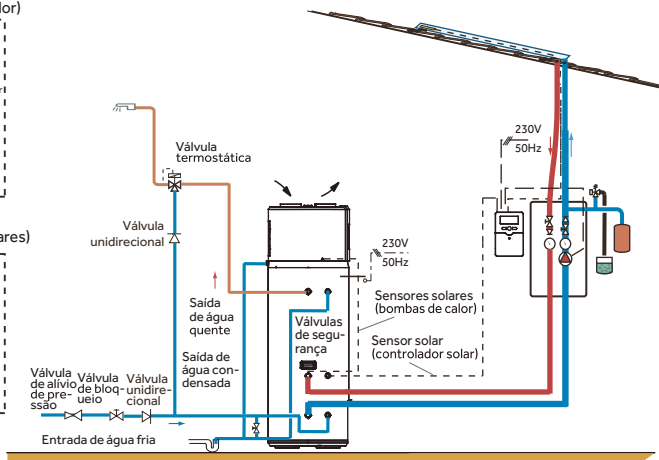 dor)
r
ares)
Válvula
termostática
230V
50Hz
Válvula
unidirecional
230V
50Hz
Saída
de água
quente
Válvulas
de segu-
rança
Sensores solares
(bombas de calor)
Sensor solar
(controlador solar)
Saída de
água con-
densada
Válvula
de alívio
de pre-
ssão
Válvula
de bloq-
ueio
Válvula
unidire-
cional
Entrada de água fria